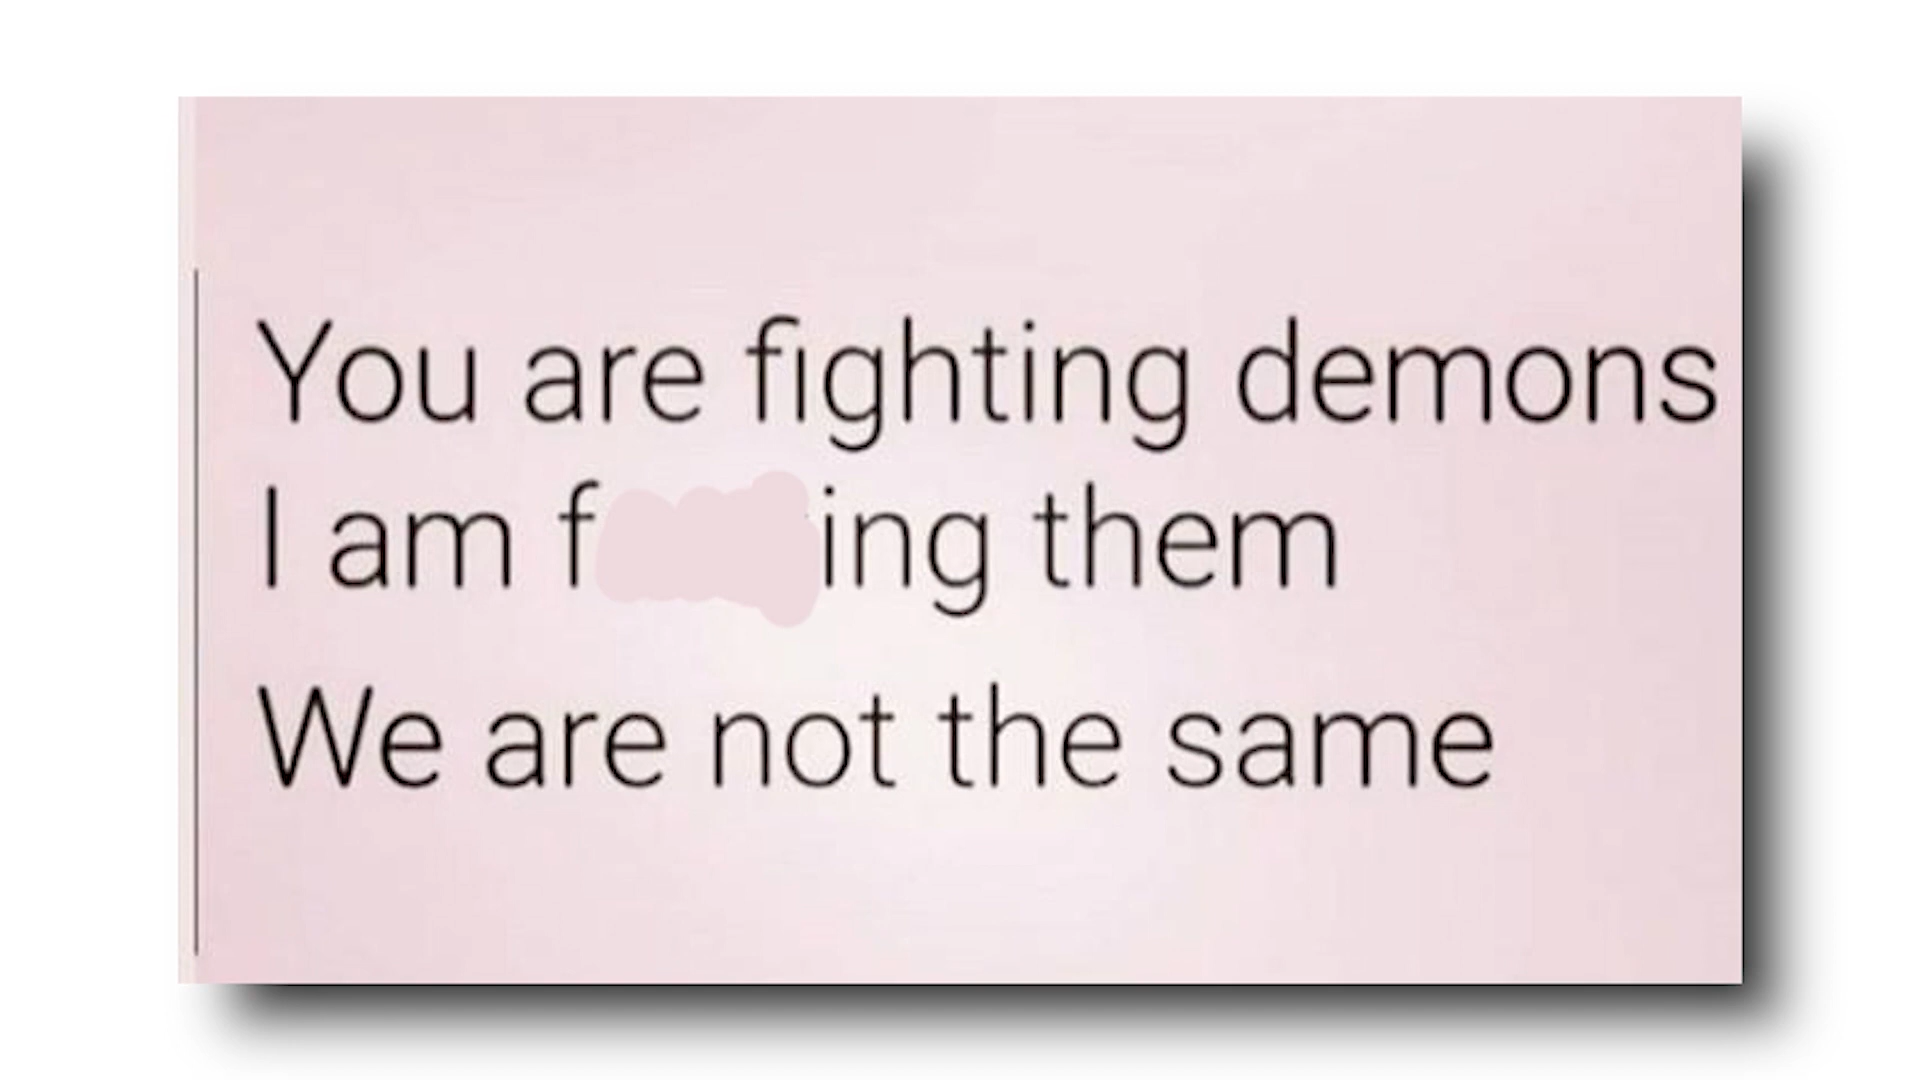 You are fighting demons
I am f ing them
We are not the same